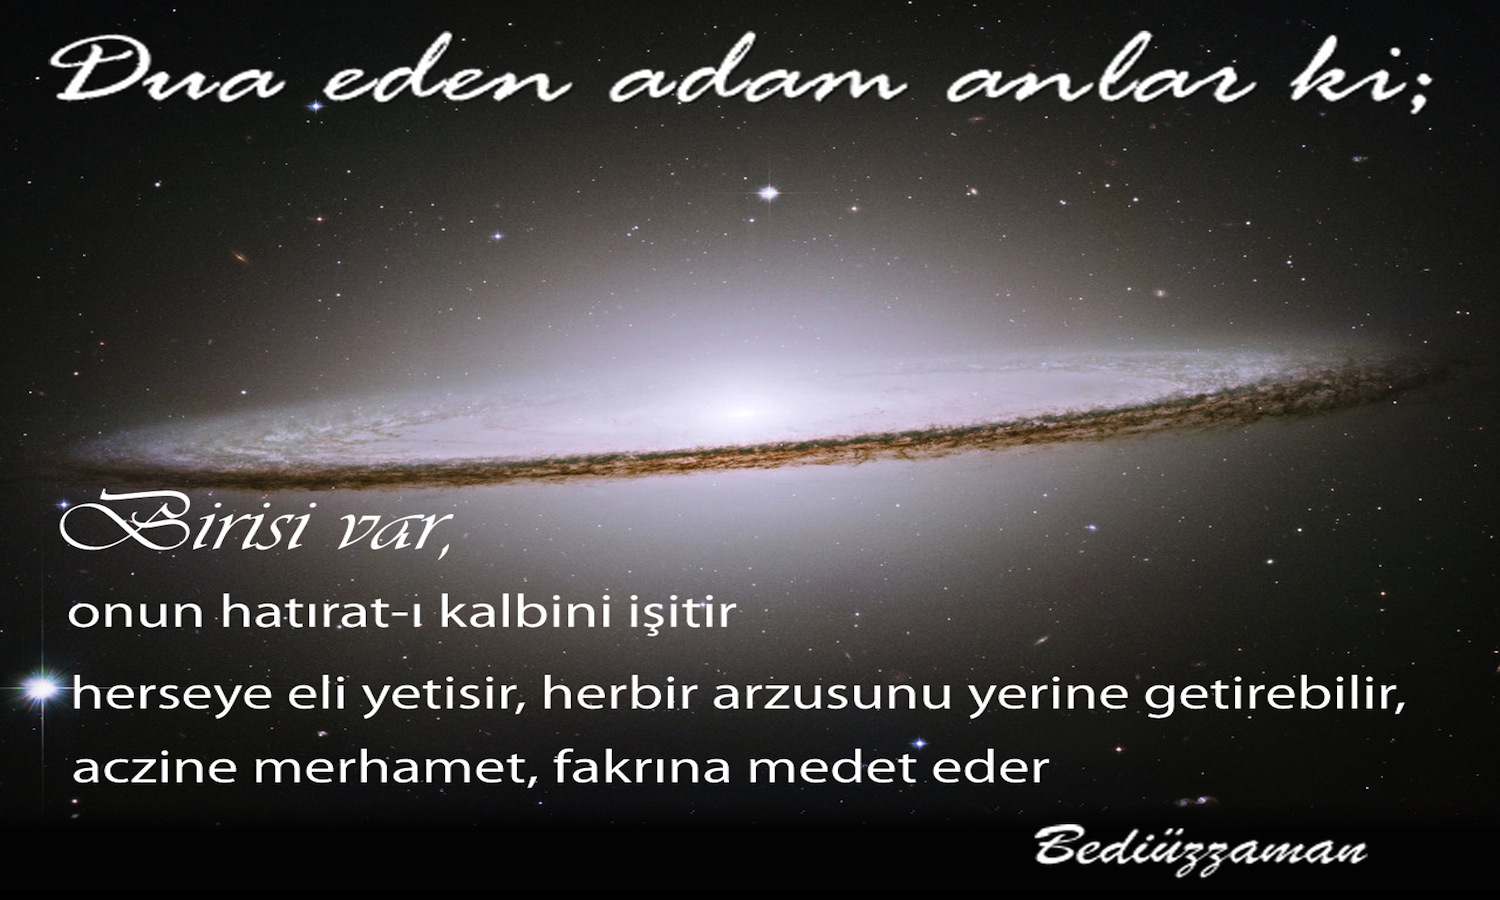 Dua eden adam anlar ki;
Birisi var,
onun hatırat-ı kalbini işitir
herseye eli yetisir, herbir arzusunu yerine getirebilir,
aczine merhamet, fakrına medet eder
Bediüzzaman